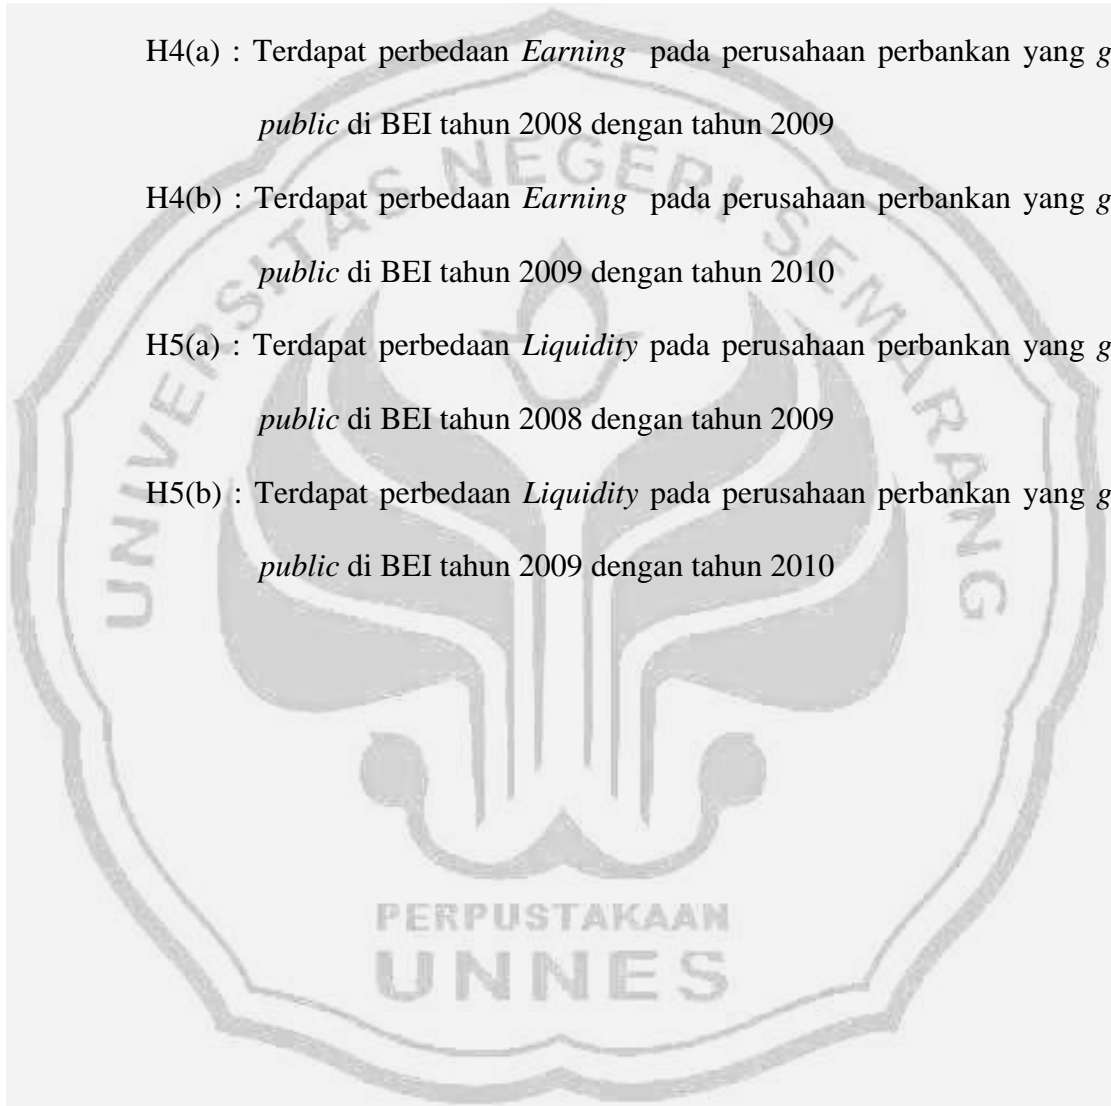 H4(a) : Terdapat perbedaan Earning pada perusahaan perbankan yang g
public di BEI tahun 2008 dengan tahun 2009
H4(b) : Terdapat perbedaan Earning pada perusahaan perbankan yang g
public di BEI tahun 2009 dengan tahun 2010
H5(a) : Terdapat perbedaan Liquidity pada perusahaan perbankan yang g
public di BEI tahun 2008 dengan tahun 2009
H5(b) : Terdapat perbedaan Liquidity pada perusahaan perbankan yang g
public di BEI tahun 2009 dengan tahun 2010
UNIVERSITAS NEGERI SEMARANG
PERPUSTAKAAN
UNNES